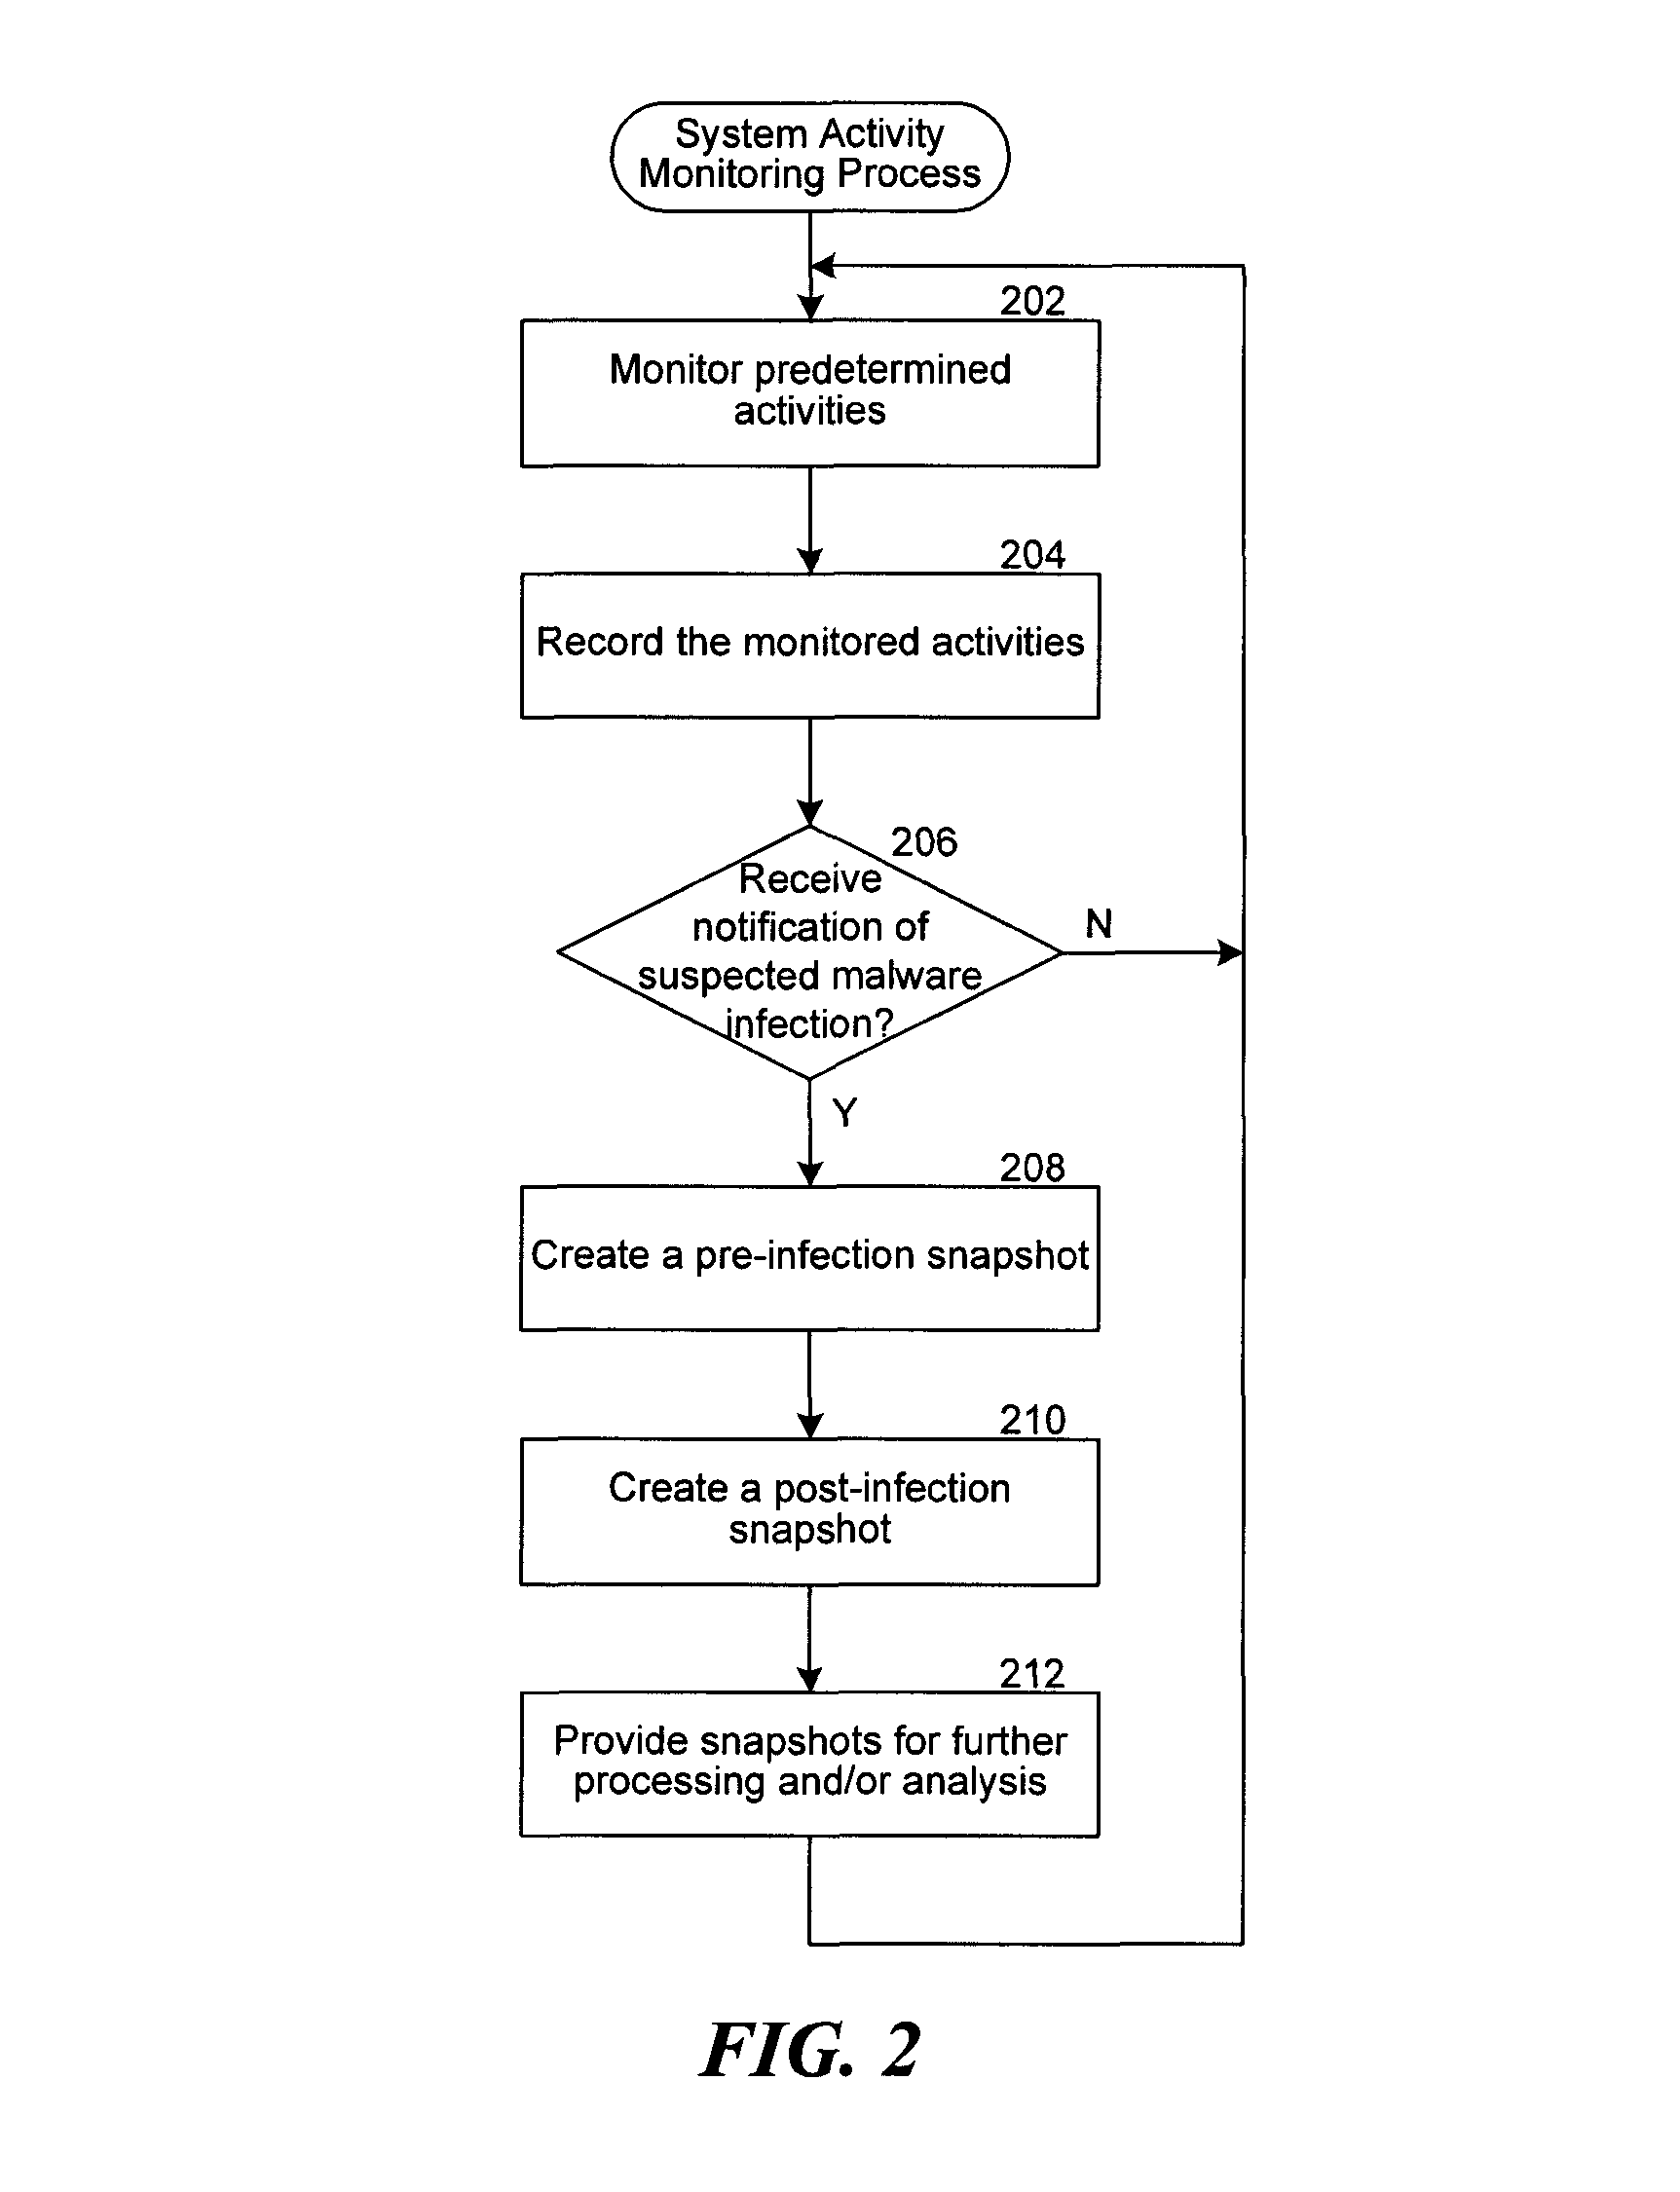 System Activity
Monitoring Process
202
Monitor predetermined
activities
204
Record the monitored activities
206
Receive
notification of
suspected malware
infection?
N
Y
208
Create a pre-infection snapshot
210
Create a post-infection
snapshot
212
Provide snapshots for further
processing and/or analysis
FIG. 2